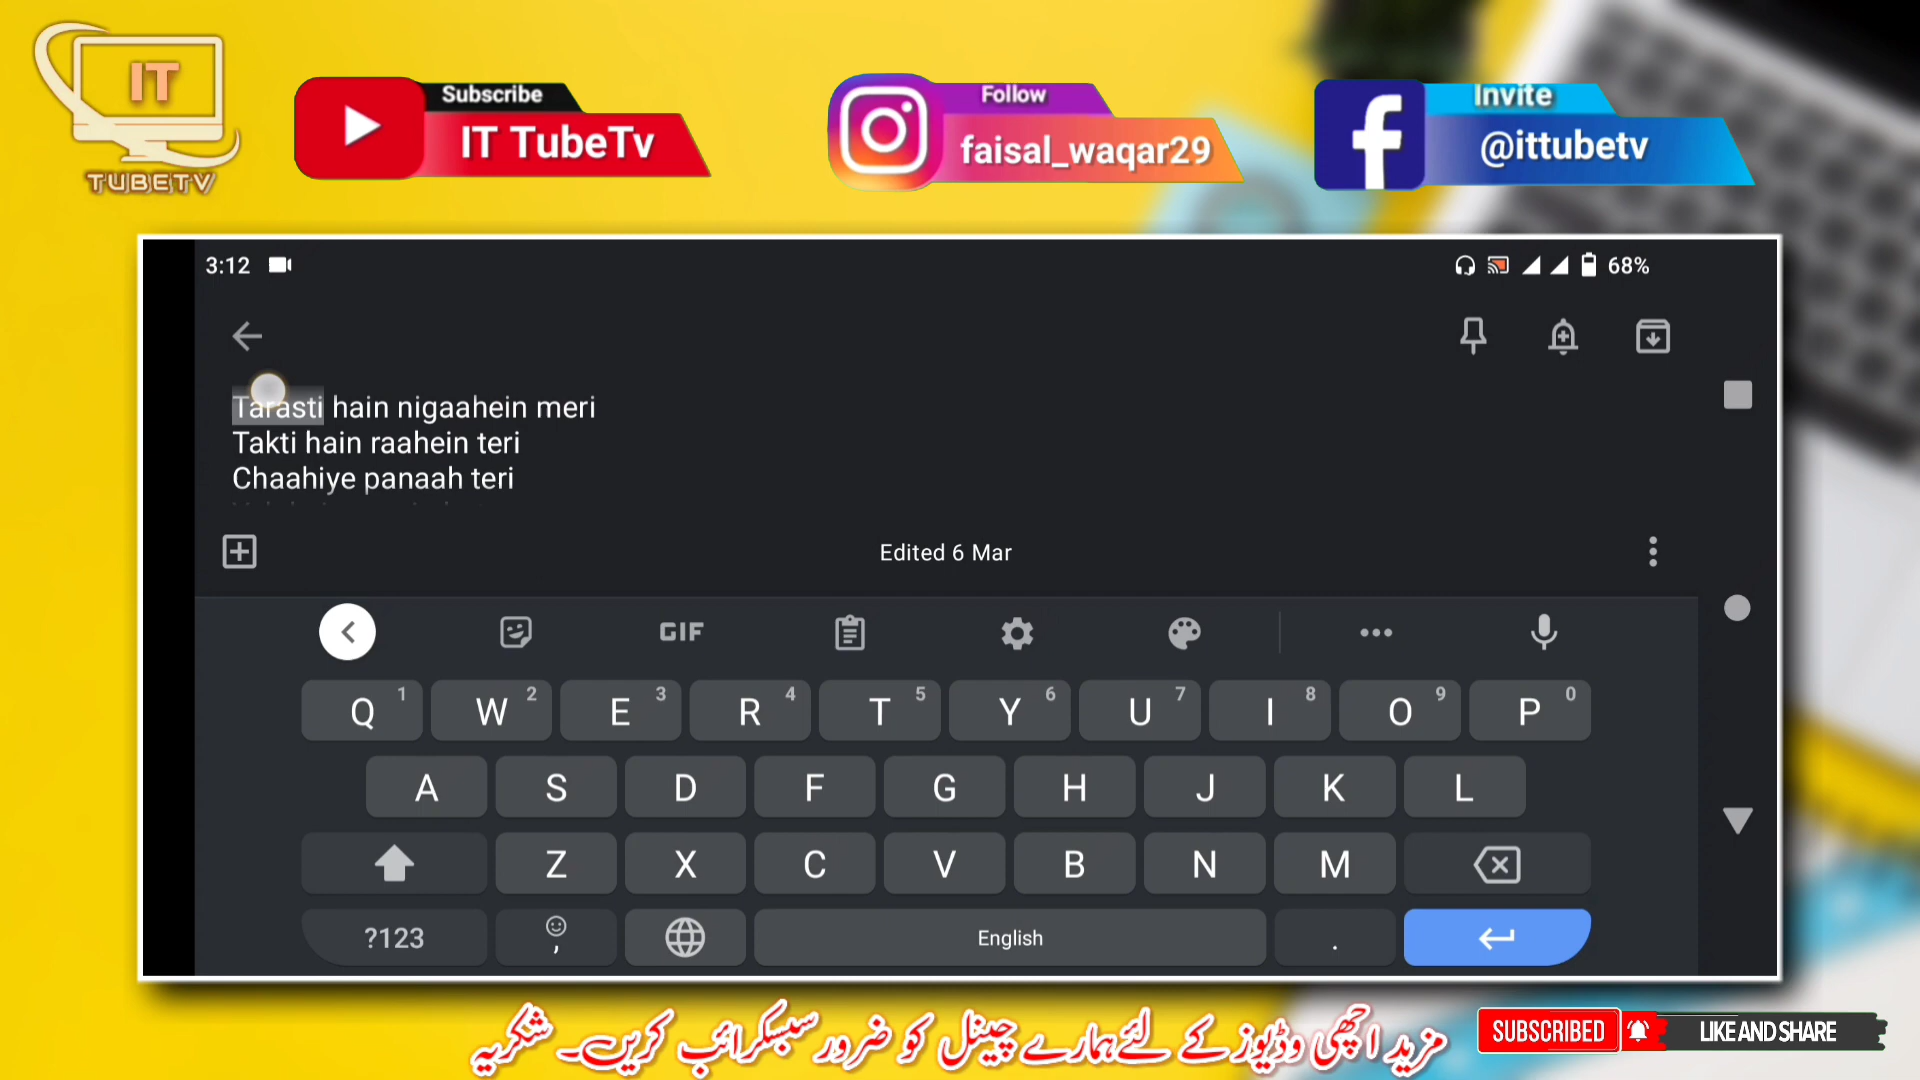 IT
TUBETV
Subscribe
IT TubeTv
Follow
faisal_waqar29
Invite
@ittubetv
3:12
68%
Tarasti hain nigaahein meri
Takti hain raahein teri
Chaahiye panaah teri
Edited 6 Mar
GIF
Q 1 W 2 E 3 R 4 T 5 Y 6 U 7 I 8 O 9 P 0
A S D F G H J K L
Z X C V B N M
?123 , English .
مزید اچھی وڈیوز کے لئے ہمارے چینل کو ضرور سبسکرائب کریں۔ شکریہ
SUBSCRIBED
LIKE AND SHARE